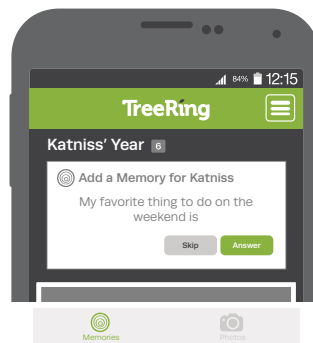 84% 12:15
TreeRing
Katniss' Year 6
Add a Memory for Katniss
My favorite thing to do on the
weekend is
Skip Answer
Memories Photos